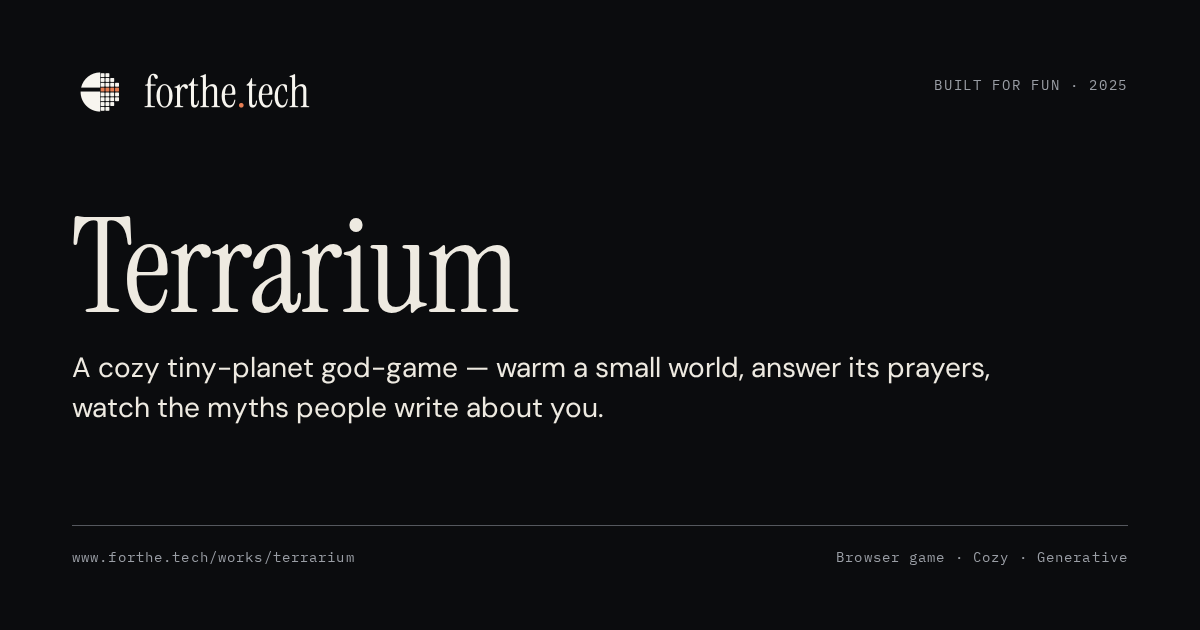 forthe.tech
BUILT FOR FUN · 2025
Terrarium
A cozy tiny-planet god-game — warm a small world, answer its prayers,
watch the myths people write about you.
www.forthe.tech/works/terrarium
Browser game · Cozy · Generative